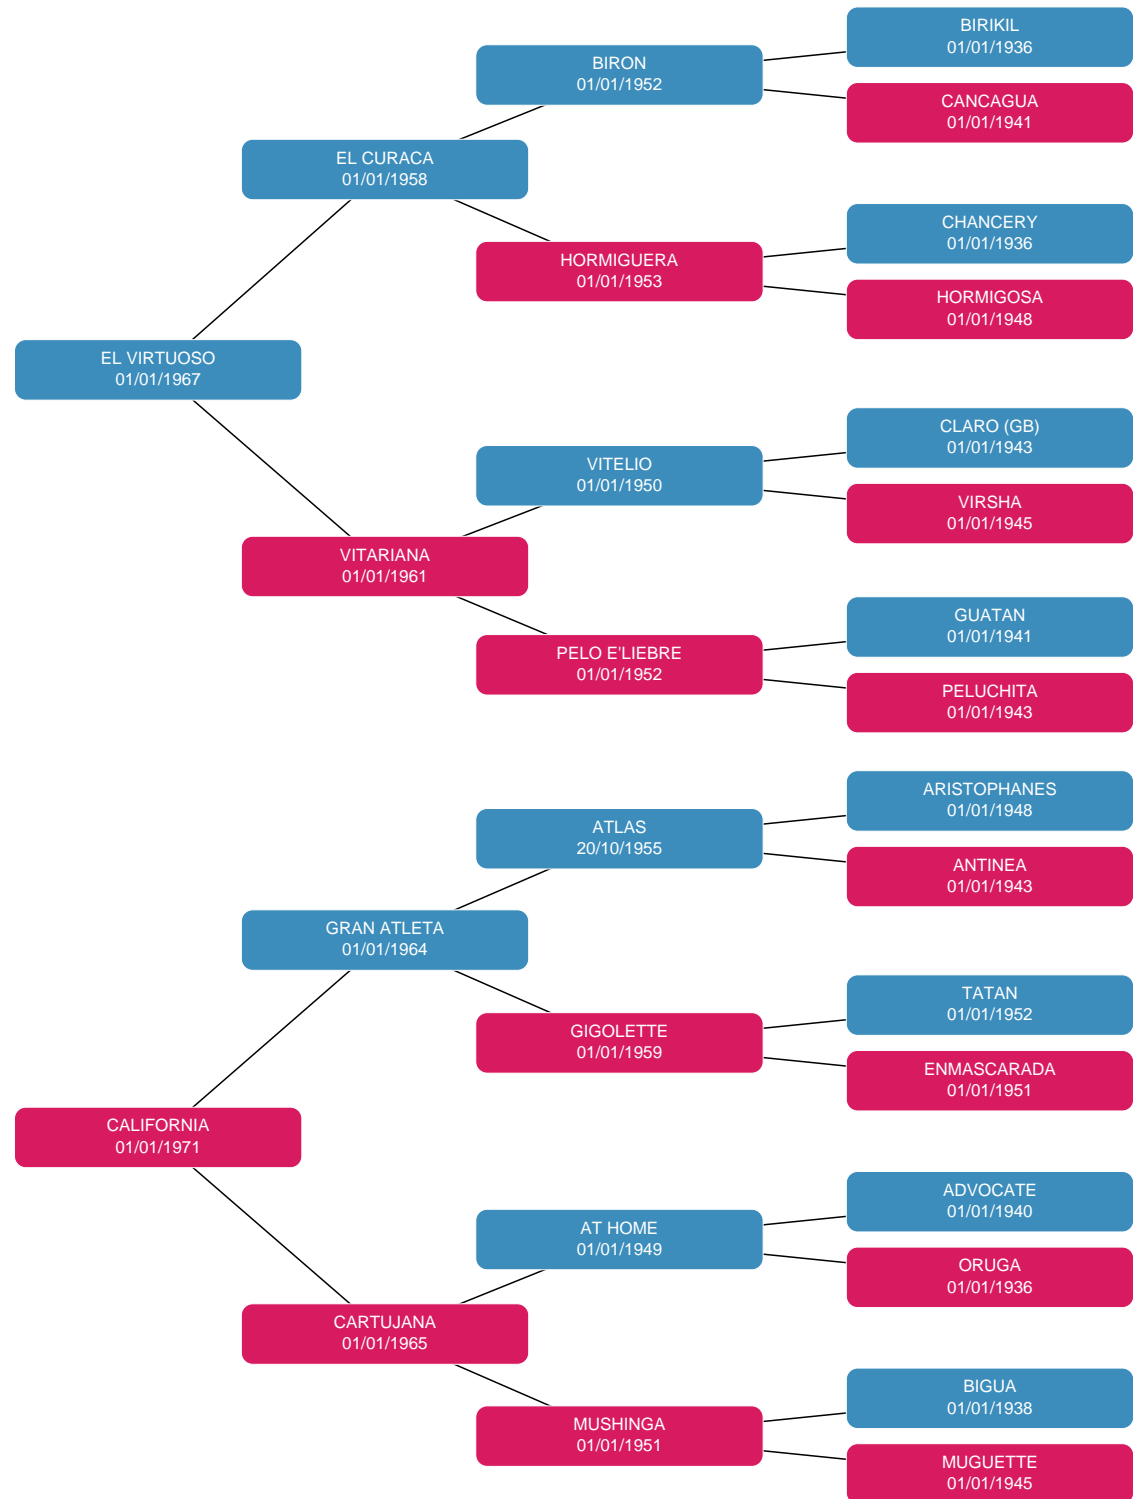 BIRIKIL
01/01/1936
BIRON
01/01/1952
CANCAGUA
01/01/1941
EL CURACA
01/01/1958
CHANCERY
01/01/1936
HORMIGUERA
01/01/1953
HORMIGOSA
01/01/1948
EL VIRTUOSO
01/01/1967
CLARO (GB)
01/01/1943
VITELIO
01/01/1950
VIRSHA
01/01/1945
VITARIANA
01/01/1961
GUATAN
01/01/1941
PELO E'LIEBRE
01/01/1952
PELUCHITA
01/01/1943
ARISTOPHANES
01/01/1948
ATLAS
20/10/1955
ANTINEA
01/01/1943
GRAN ATLETA
01/01/1964
TATAN
01/01/1952
GIGOLETTE
01/01/1959
ENMASCARADA
01/01/1951
CALIFORNIA
01/01/1971
ADVOCATE
01/01/1940
AT HOME
01/01/1949
ORUGA
01/01/1936
CARTUJANA
01/01/1965
BIGUA
01/01/1938
MUSHINGA
01/01/1951
MUGUETTE
01/01/1945